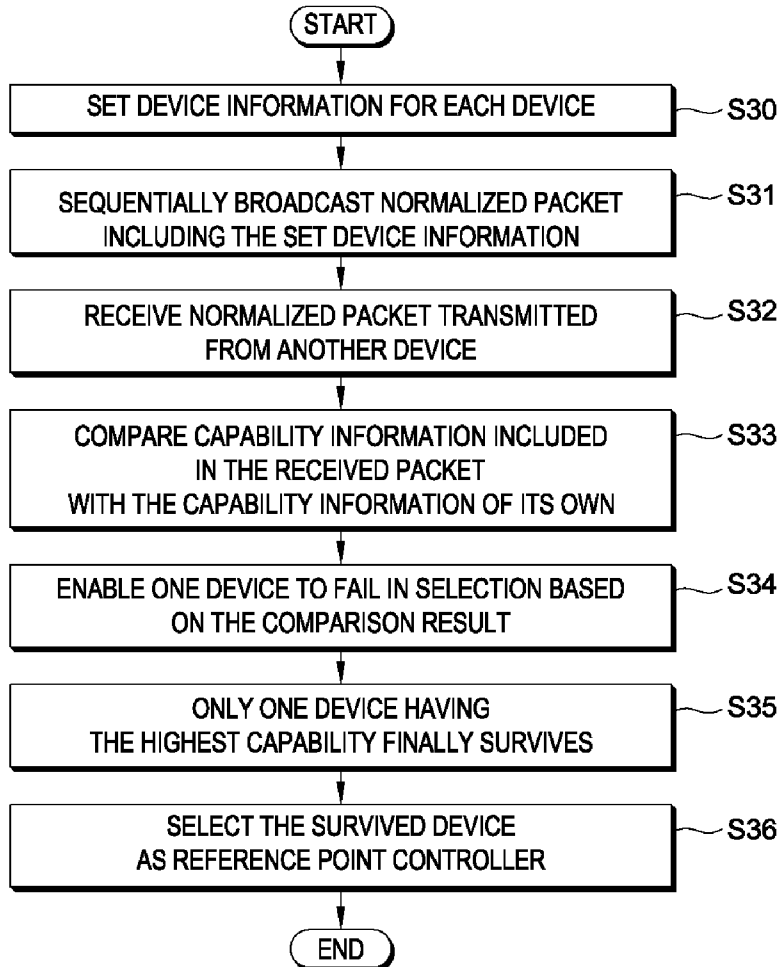 START
SET DEVICE INFORMATION FOR EACH DEVICE
S30
SEQUENTIALLY BROADCAST NORMALIZED PACKET
INCLUDING THE SET DEVICE INFORMATION
S31
RECEIVE NORMALIZED PACKET TRANSMITTED
FROM ANOTHER DEVICE
S32
COMPARE CAPABILITY INFORMATION INCLUDED
IN THE RECEIVED PACKET
WITH THE CAPABILITY INFORMATION OF ITS OWN
S33
ENABLE ONE DEVICE TO FAIL IN SELECTION BASED
ON THE COMPARISON RESULT
S34
ONLY ONE DEVICE HAVING
THE HIGHEST CAPABILITY FINALLY SURVIVES
S35
SELECT THE SURVIVED DEVICE
AS REFERENCE POINT CONTROLLER
S36
END